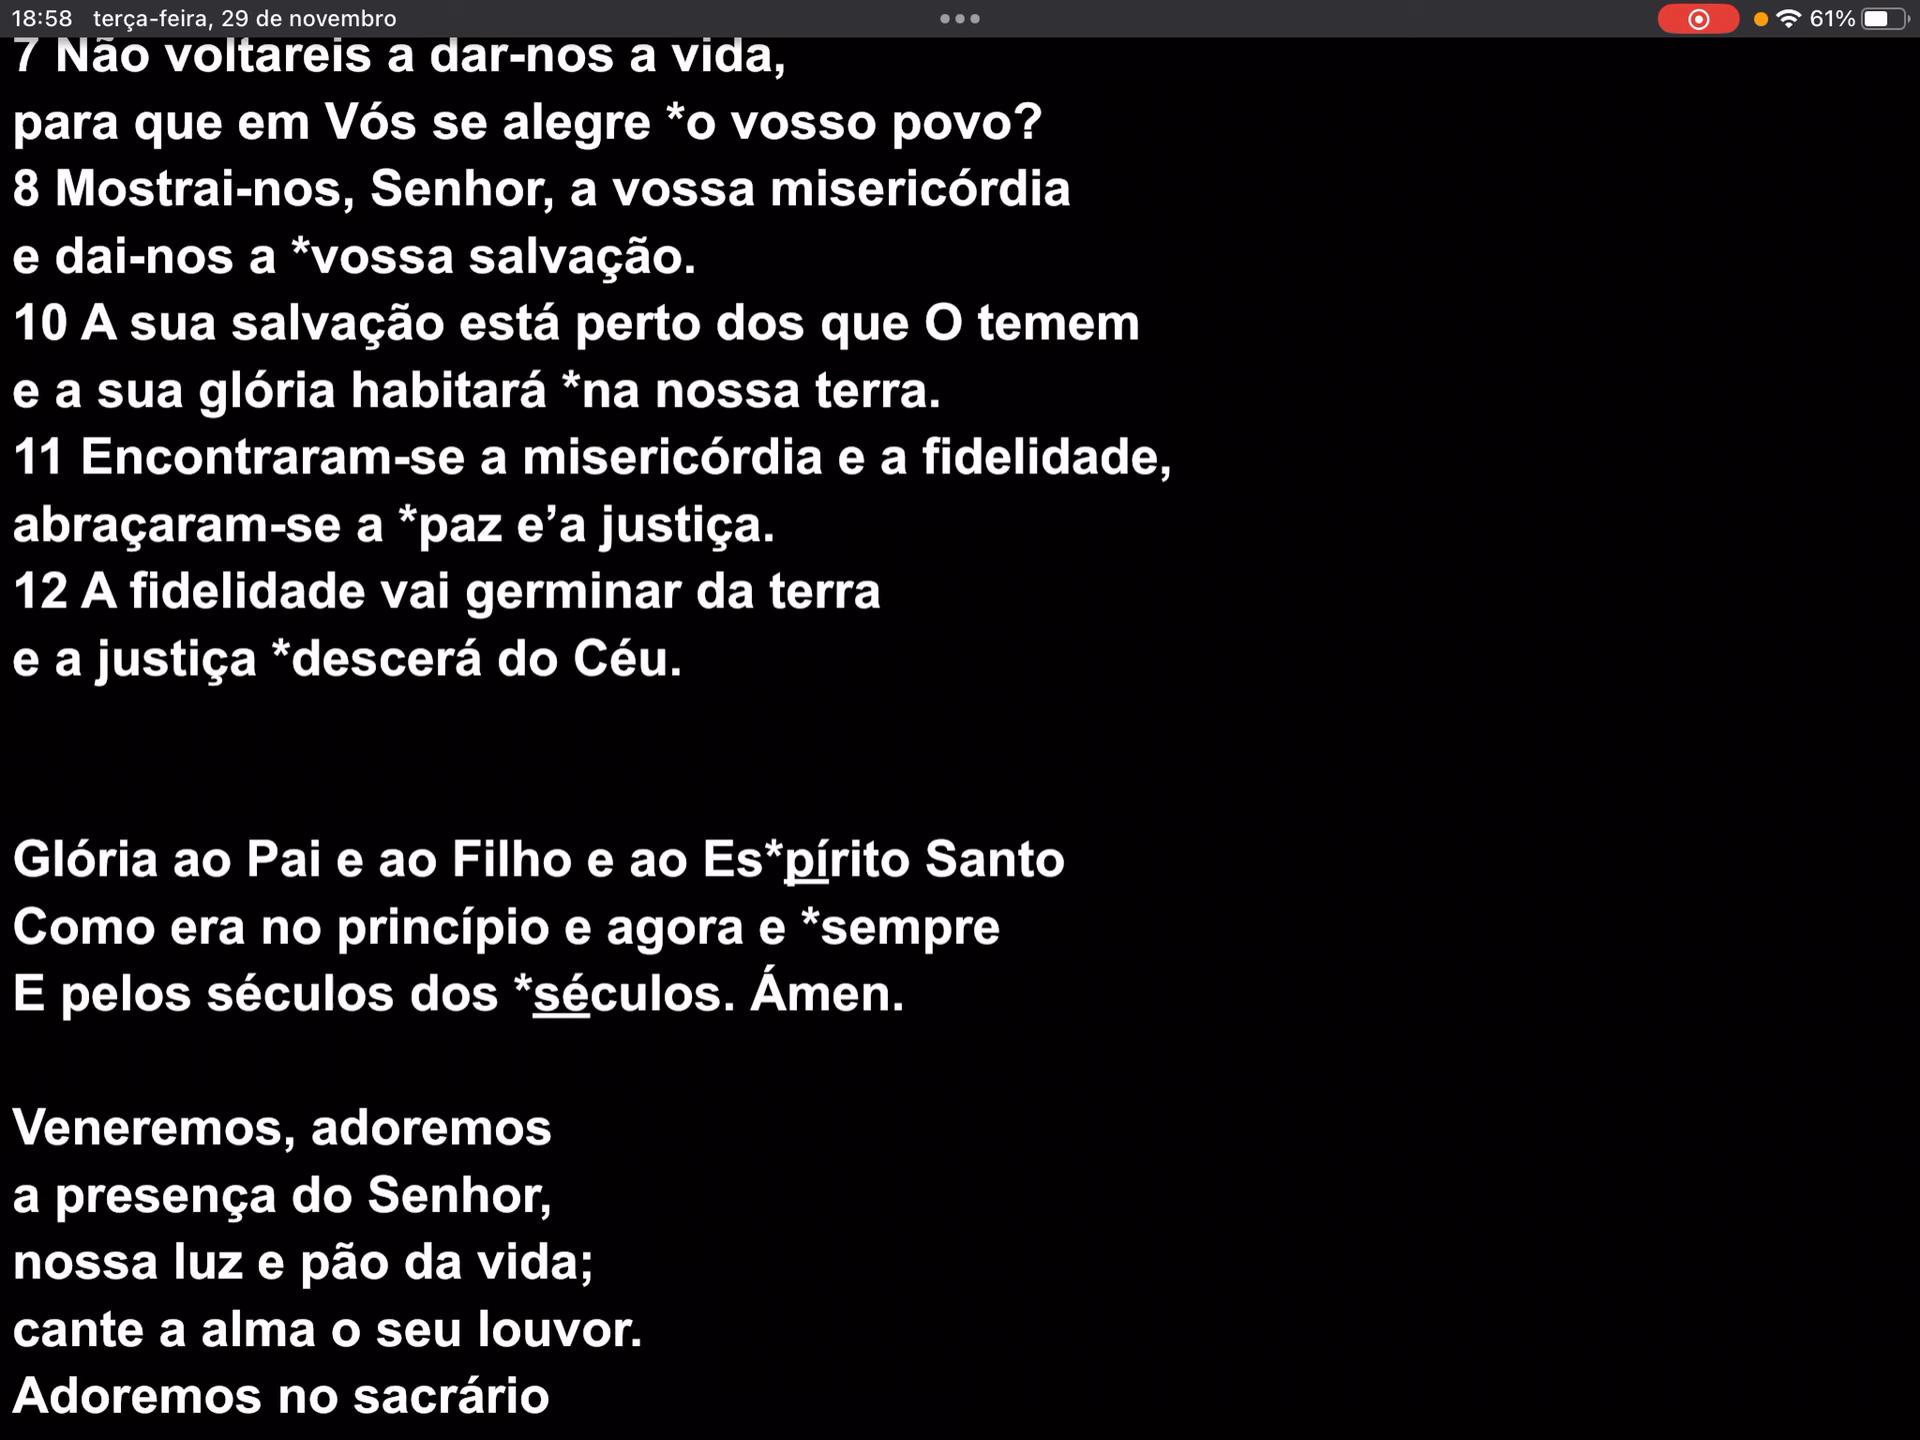 18:58 terça-feira, 29 de novembro
61%
7 Não voltareis a dar-nos a vida,
para que em Vós se alegre *o vosso povo?
8 Mostrai-nos, Senhor, a vossa misericórdia
e dai-nos a *vossa salvação.
10 A sua salvação está perto dos que O temem
e a sua glória habitará *na nossa terra.
11 Encontraram-se a misericórdia e a fidelidade,
abraçaram-se a *paz e’a justiça.
12 A fidelidade vai germinar da terra
e a justiça *descerá do Céu.
Glória ao Pai e ao Filho e ao Es*pírito Santo
Como era no princípio e agora e *sempre
E pelos séculos dos *séculos. Ámen.
Veneremos, adoremos
a presença do Senhor,
nossa luz e pão da vida;
cante a alma o seu louvor.
Adoremos no sacrário